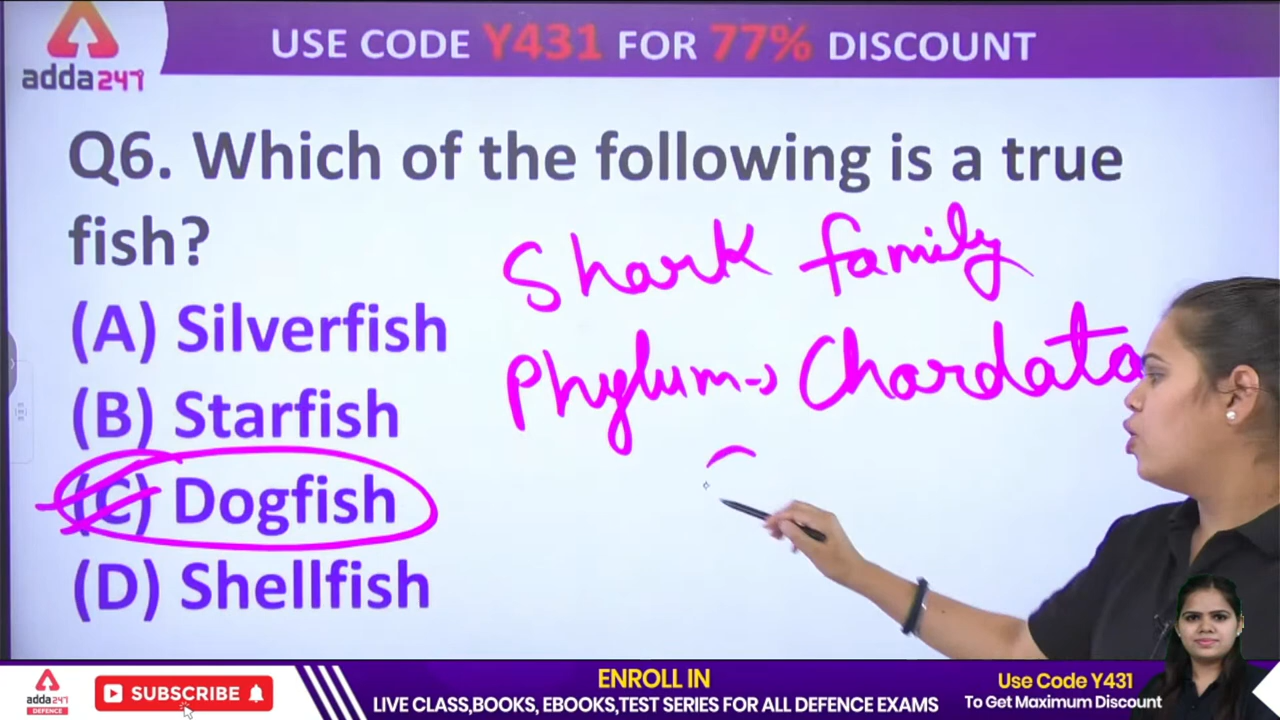 USE CODE Y431 FOR 77% DISCOUNT
adda247
Q6. Which of the following is a true
fish?
Shark family
(A) Silverfish
Phylum→ Chordata
(B) Starfish
(C) Dogfish
(D) Shellfish
adda247
DEFENCE
SUBSCRIBE
ENROLL IN
LIVE CLASS,BOOKS, EBOOKS,TEST SERIES FOR ALL DEFENCE EXAMS
Use Code Y431
To Get Maximum Discount